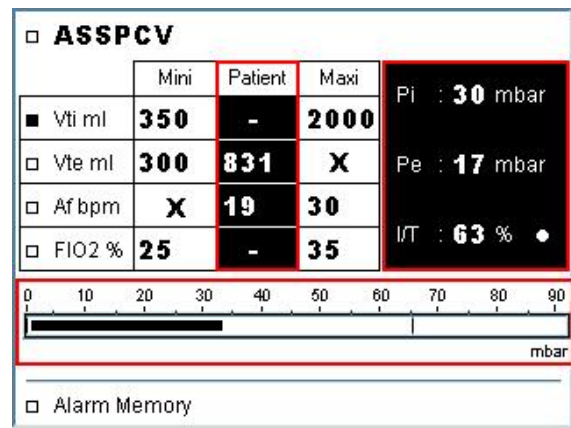 ASSPCV
Mini Patient Maxi
Vti ml 350 - 2000
Vte ml 300 831 X
Af bpm X 19 30
FIO2 % 25 - 35
Pi : 30 mbar
Pe : 17 mbar
I/T : 63 %
0 10 20 30 40 50 60 70 80 90
mbar
Alarm Memory